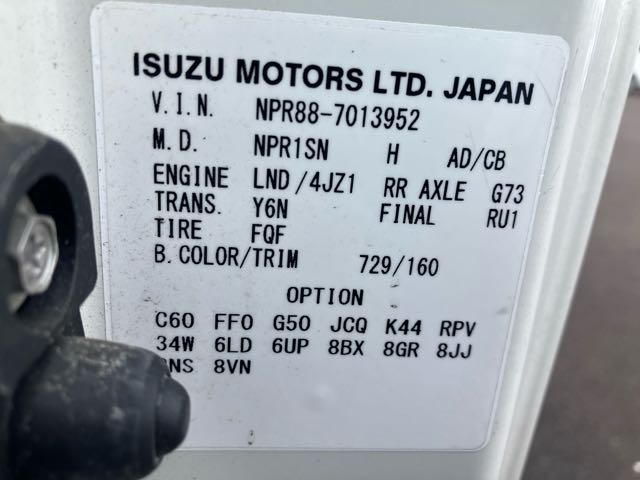 ISUZU MOTORS LTD. JAPAN
V.I.N. NPR88-7013952
M.D. NPR1SN H AD/CB
ENGINE LND/4JZ1 RR AXLE G73
TRANS. Y6N FINAL RU1
TIRE FQF
B.COLOR/TRIM 729/160
OPTION
C60 FF0 G50 JCQ K44 RPV
34W 6LD 6UP 8BX 8GR 8JJ
8VN